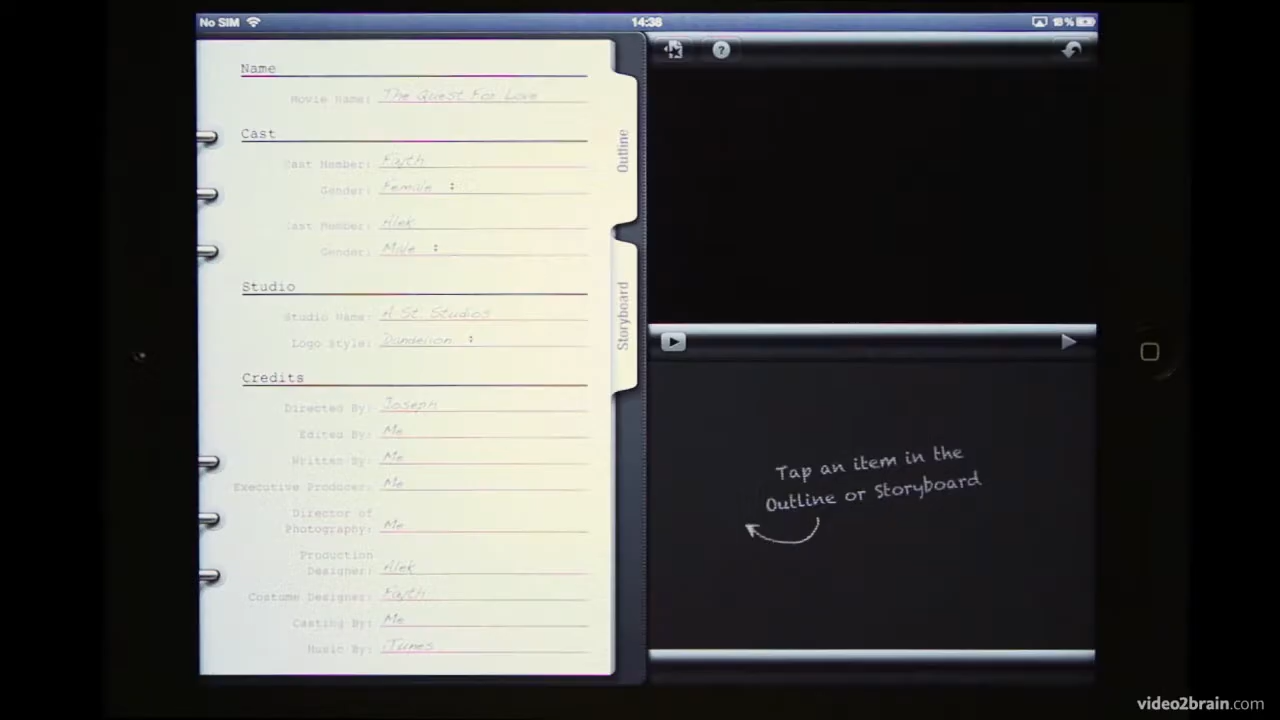 No SIM 14:38 18%
Name
Movie Name: The Quest For Love
Cast
Cast Member: Fayth
Gender: Female
Cast Member: Alek
Gender: Male
Studio
Studio Name: A St. Studios
Logo Style: Dandelion
Credits
Directed By: Joseph
Edited By: Me
Written By: Me
Executive Producer: Me
Director of
Photography: Me
Production
Designer: Alek
Costume Designer: Fayth
Casting By: Me
Music By: iTunes
Outline
Storyboard
?
Tap an item in the
Outline or Storyboard
video2brain.com